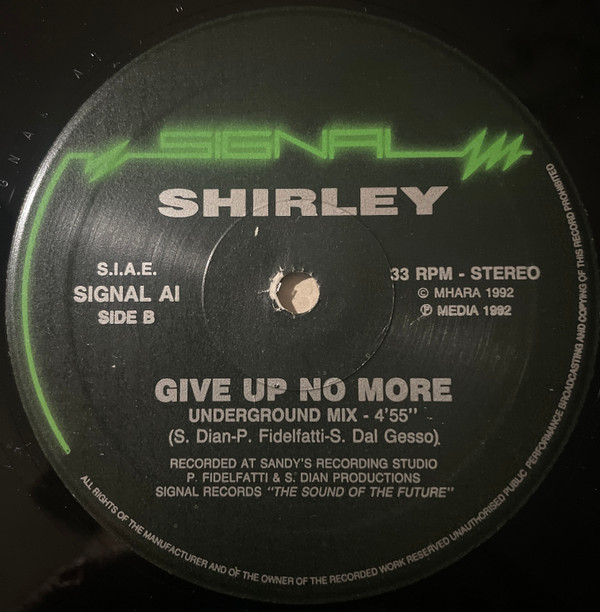 SIGNAL
SHIRLEY
S.I.A.E.
SIGNAL AI
SIDE B
33 RPM - STEREO
© MHARA 1992
℗ MEDIA 1992
GIVE UP NO MORE
UNDERGROUND MIX - 4'55"
(S. Dian-P. Fidelfatti-S. Dal Gesso)
RECORDED AT SANDY'S RECORDING STUDIO
P. FIDELFATTI & S. DIAN PRODUCTIONS
SIGNAL RECORDS "THE SOUND OF THE FUTURE"
ALL RIGHTS OF THE MANUFACTURER AND OF THE OWNER OF THE RECORDED WORK RESERVED UNAUTHORISED PUBLIC PERFORMANCE BROADCASTING AND COPYING OF THIS RECORD PROHIBITED